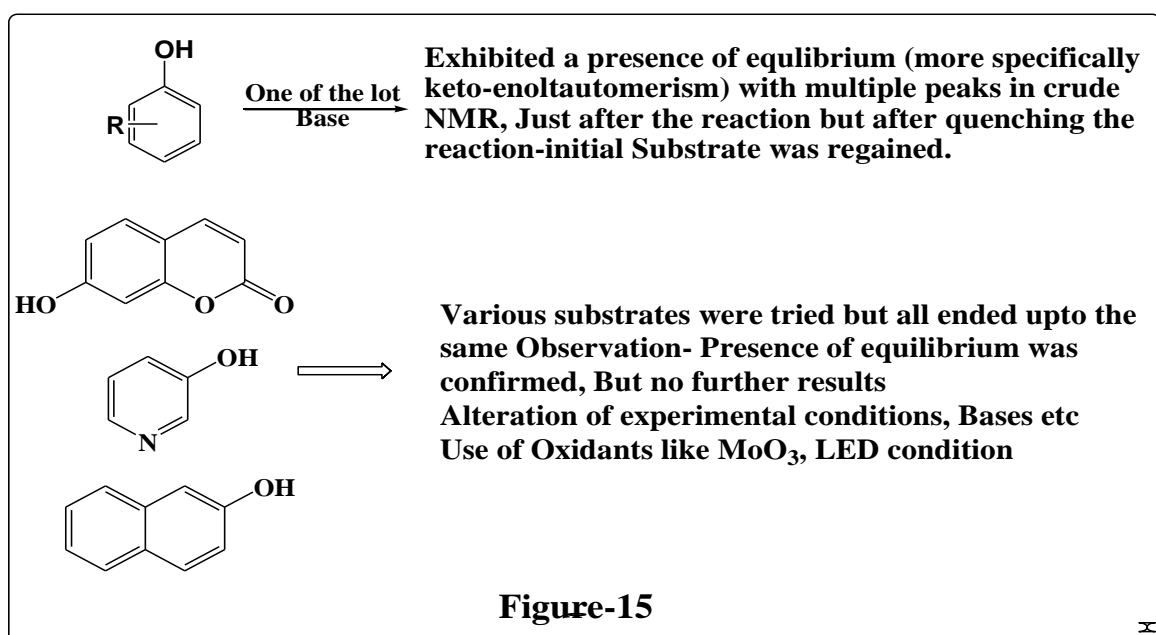 OH
R
One of the lot
Base
Exhibited a presence of equlibrium (more specifically
keto-enoltautomerism) with multiple peaks in crude
NMR, Just after the reaction but after quenching the
reaction-initial Substrate was regained.
HO
O
O
OH
N
Various substrates were tried but all ended upto the
same Observation- Presence of equilibrium was
confirmed, But no further results
Alteration of experimental conditions, Bases etc
Use of Oxidants like MoO₃, LED condition
OH
Figure-15